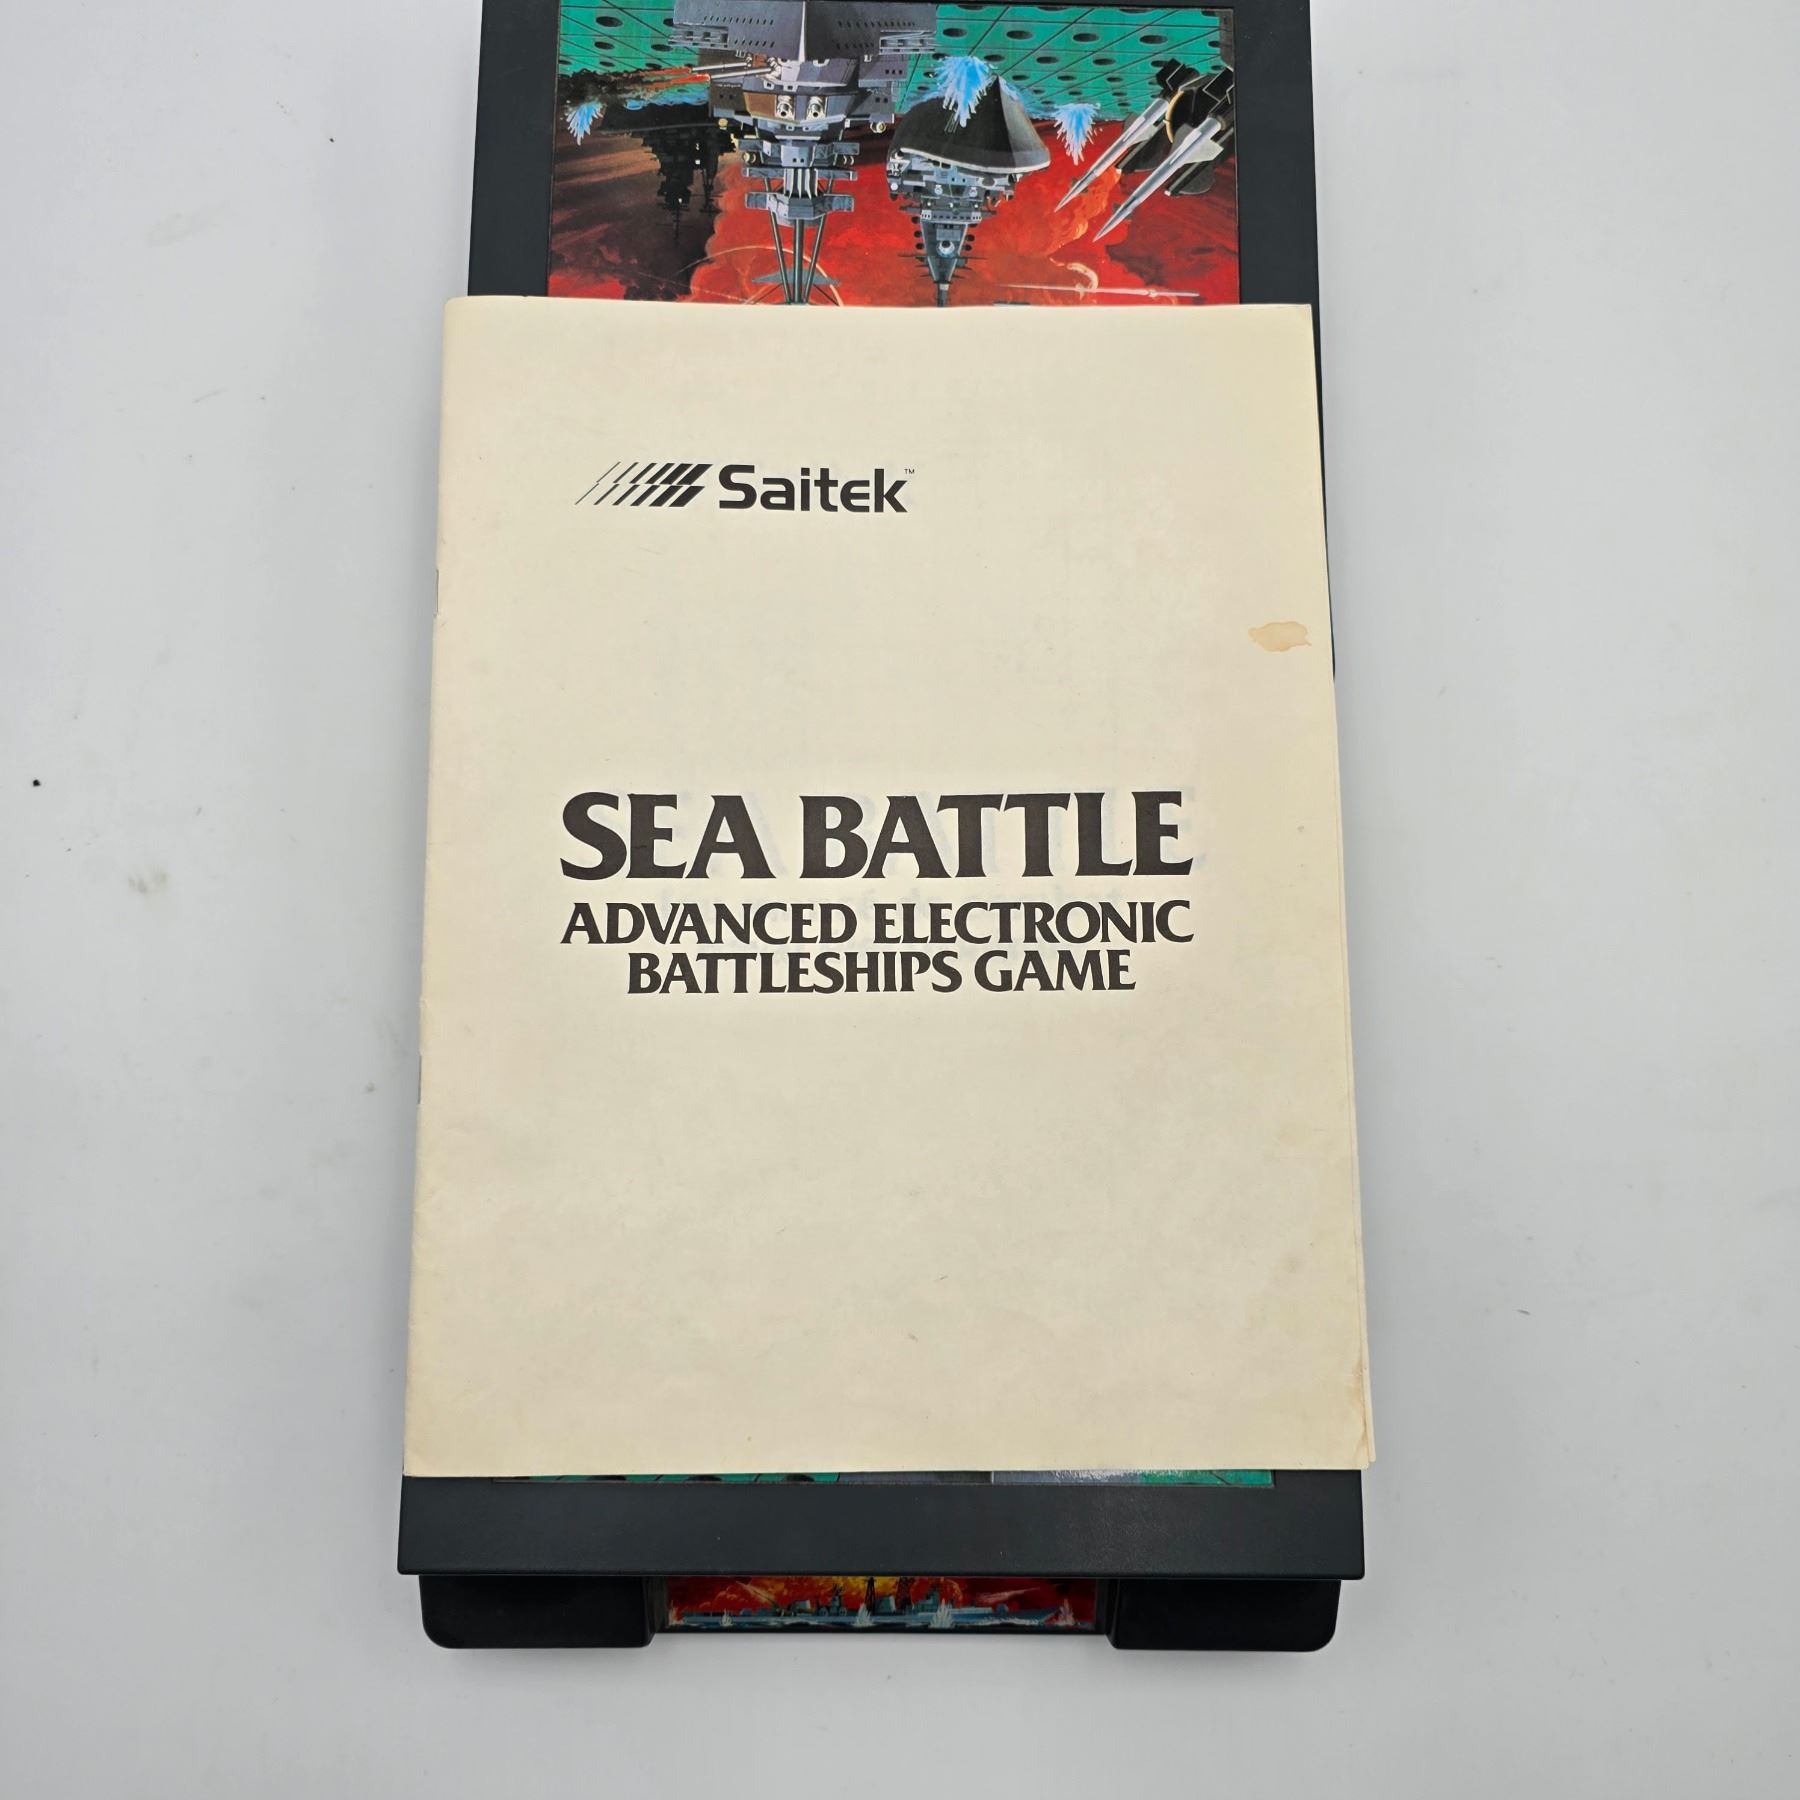 Saitek™
SEA BATTLE
ADVANCED ELECTRONIC
BATTLESHIPS GAME